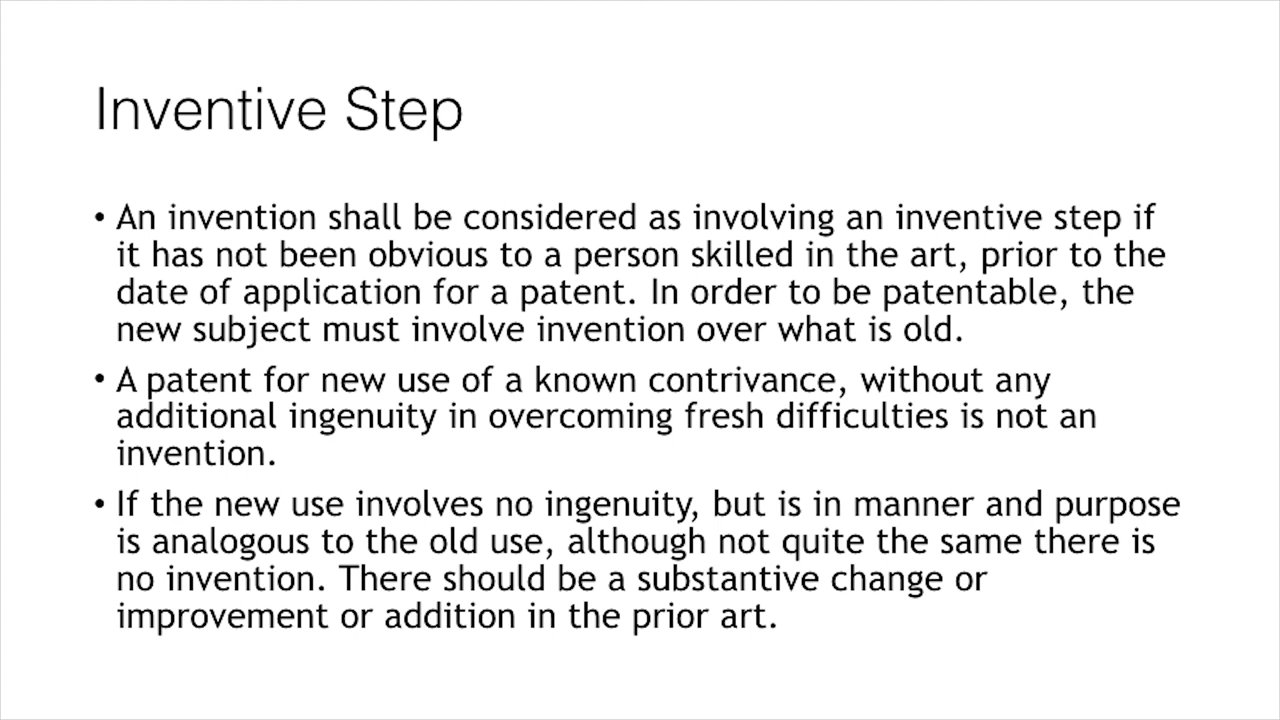 Inventive Step
• An invention shall be considered as involving an inventive step if
it has not been obvious to a person skilled in the art, prior to the
date of application for a patent. In order to be patentable, the
new subject must involve invention over what is old.
• A patent for new use of a known contrivance, without any
additional ingenuity in overcoming fresh difficulties is not an
invention.
• If the new use involves no ingenuity, but is in manner and purpose
is analogous to the old use, although not quite the same there is
no invention. There should be a substantive change or
improvement or addition in the prior art.